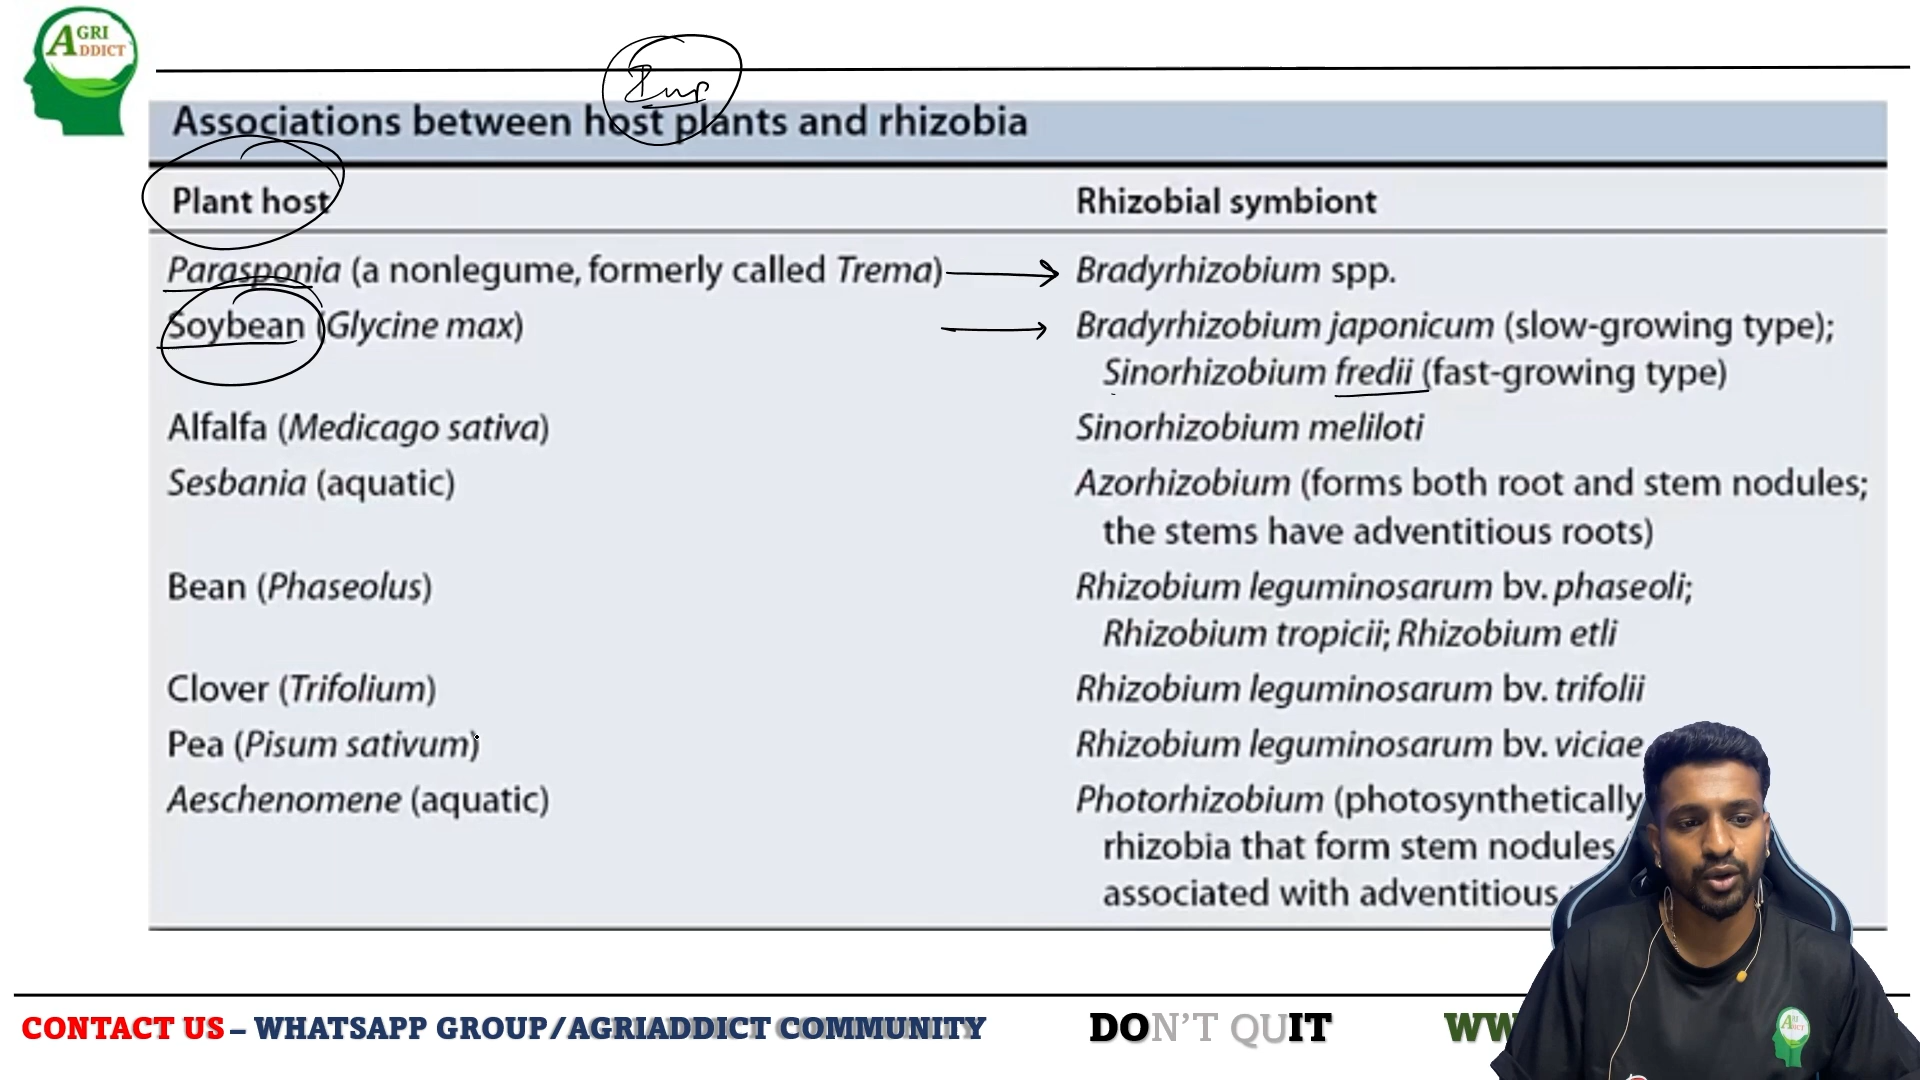 AGRI
ADDICT
Imp
Associations between host plants and rhizobia
Plant host Rhizobial symbiont
Parasponia (a nonlegume, formerly called Trema) Bradyrhizobium spp.
Soybean (Glycine max) Bradyrhizobium japonicum (slow-growing type);
Sinorhizobium fredii (fast-growing type)
Alfalfa (Medicago sativa) Sinorhizobium meliloti
Sesbania (aquatic) Azorhizobium (forms both root and stem nodules;
the stems have adventitious roots)
Bean (Phaseolus) Rhizobium leguminosarum bv. phaseoli;
Rhizobium tropicii; Rhizobium etli
Clover (Trifolium) Rhizobium leguminosarum bv. trifolii
Pea (Pisum sativum) Rhizobium leguminosarum bv. viciae
Aeschenomene (aquatic) Photorhizobium (photosynthetically
rhizobia that form stem nodules,
associated with adventitious
CONTACT US – WHATSAPP GROUP/AGRIADDICT COMMUNITY DON'T QUIT